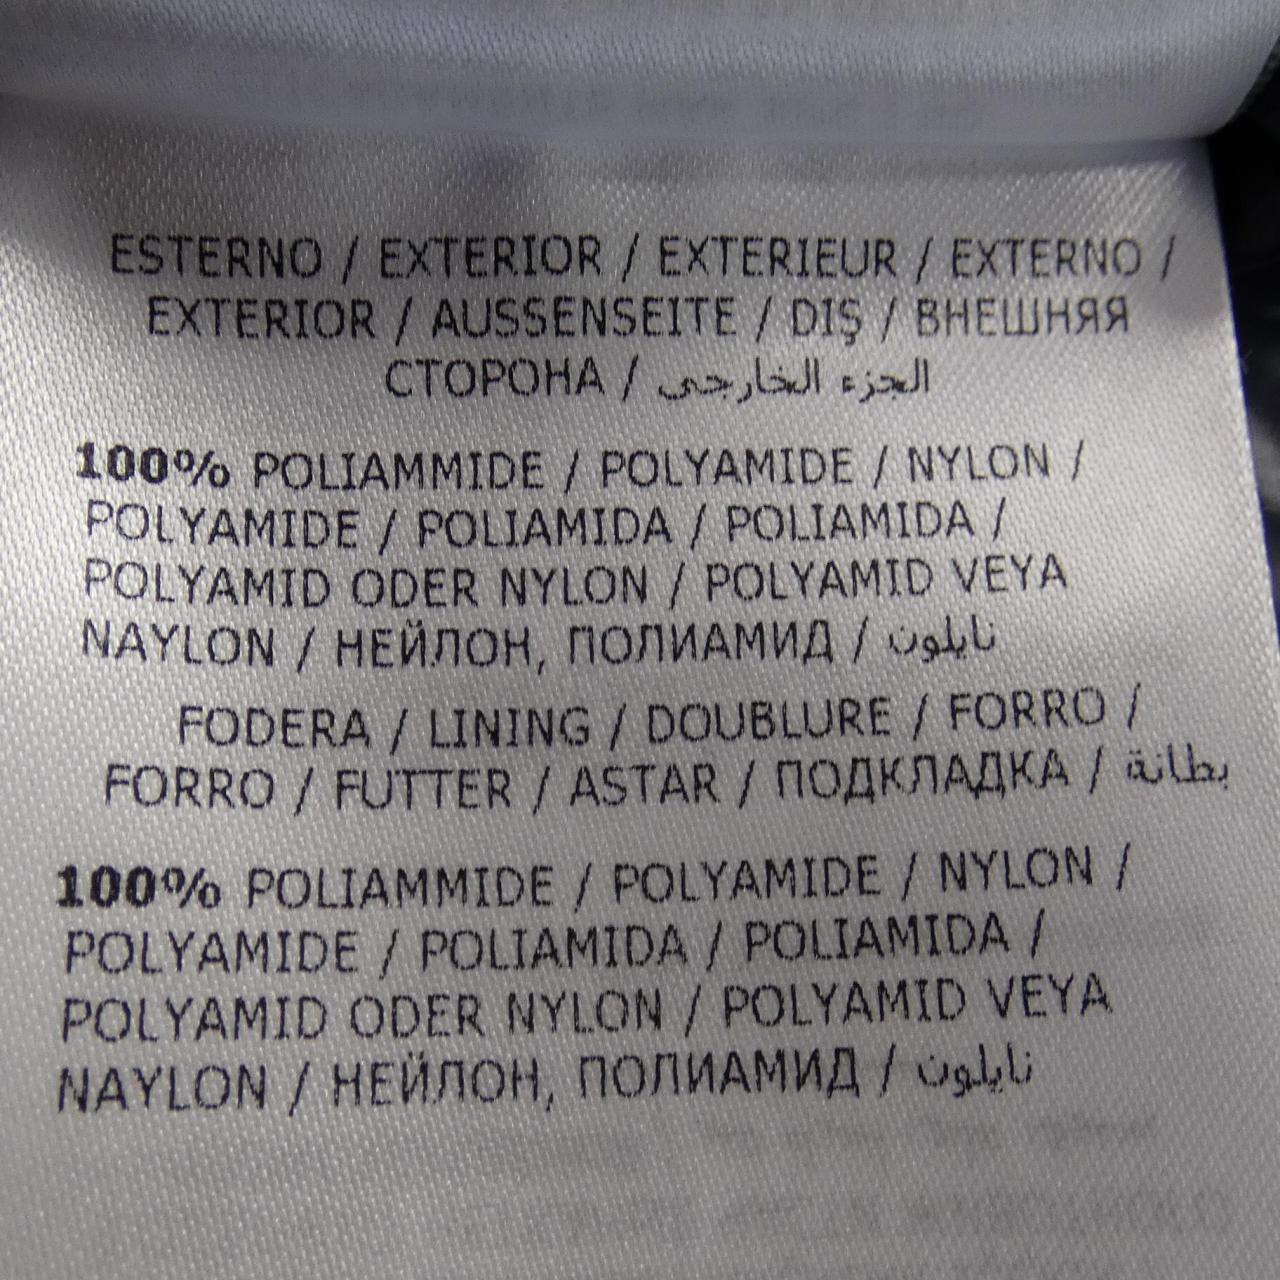 ESTERNO / EXTERIOR / EXTERIEUR / EXTERNO /
EXTERIOR / AUSSENSEITE / DIŞ / ВНЕШНЯЯ
СТОРОНА / الجزء الخارجي
100% POLIAMMIDE / POLYAMIDE / NYLON /
POLYAMIDE / POLIAMIDA / POLIAMIDA /
POLYAMID ODER NYLON / POLYAMID VEYA
NAYLON / НЕЙЛОН, ПОЛИАМИД / نايلون
FODERA / LINING / DOUBLURE / FORRO /
FORRO / FUTTER / ASTAR / ПОДКЛАДКА / بطانة
100% POLIAMMIDE / POLYAMIDE / NYLON /
POLYAMIDE / POLIAMIDA / POLIAMIDA /
POLYAMID ODER NYLON / POLYAMID VEYA
NAYLON / НЕЙЛОН, ПОЛИАМИД / نايلون